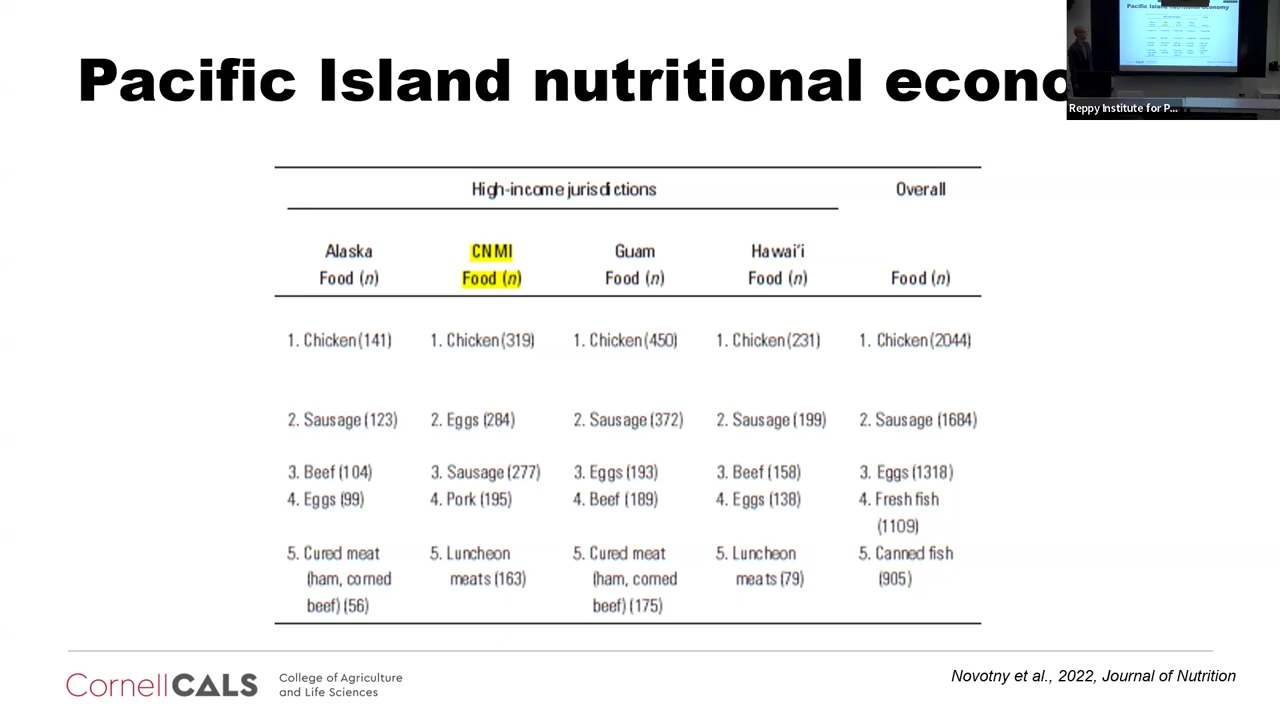 Pacific Island nutritional econo
Pacific Island nutritional economy
Reppy Institute for P...
High-income jurisdictions Overall
Alaska CNMI Guam Hawai'i
Food (n) Food (n) Food (n) Food (n) Food (n)
1. Chicken (141) 1. Chicken (319) 1. Chicken (450) 1. Chicken (231) 1. Chicken (2044)
2. Sausage (123) 2. Eggs (284) 2. Sausage (372) 2. Sausage (199) 2. Sausage (1684)
3. Beef (104) 3. Sausage (277) 3. Eggs (193) 3. Beef (158) 3. Eggs (1318)
4. Eggs (99) 4. Pork (195) 4. Beef (189) 4. Eggs (138) 4. Fresh fish
(1109)
5. Cured meat 5. Luncheon 5. Cured meat 5. Luncheon 5. Canned fish
(ham, corned meats (163) (ham, corned meats (79) (905)
beef) (56) beef) (175)
CornellCALS College of Agriculture
and Life Sciences
Novotny et al., 2022, Journal of Nutrition